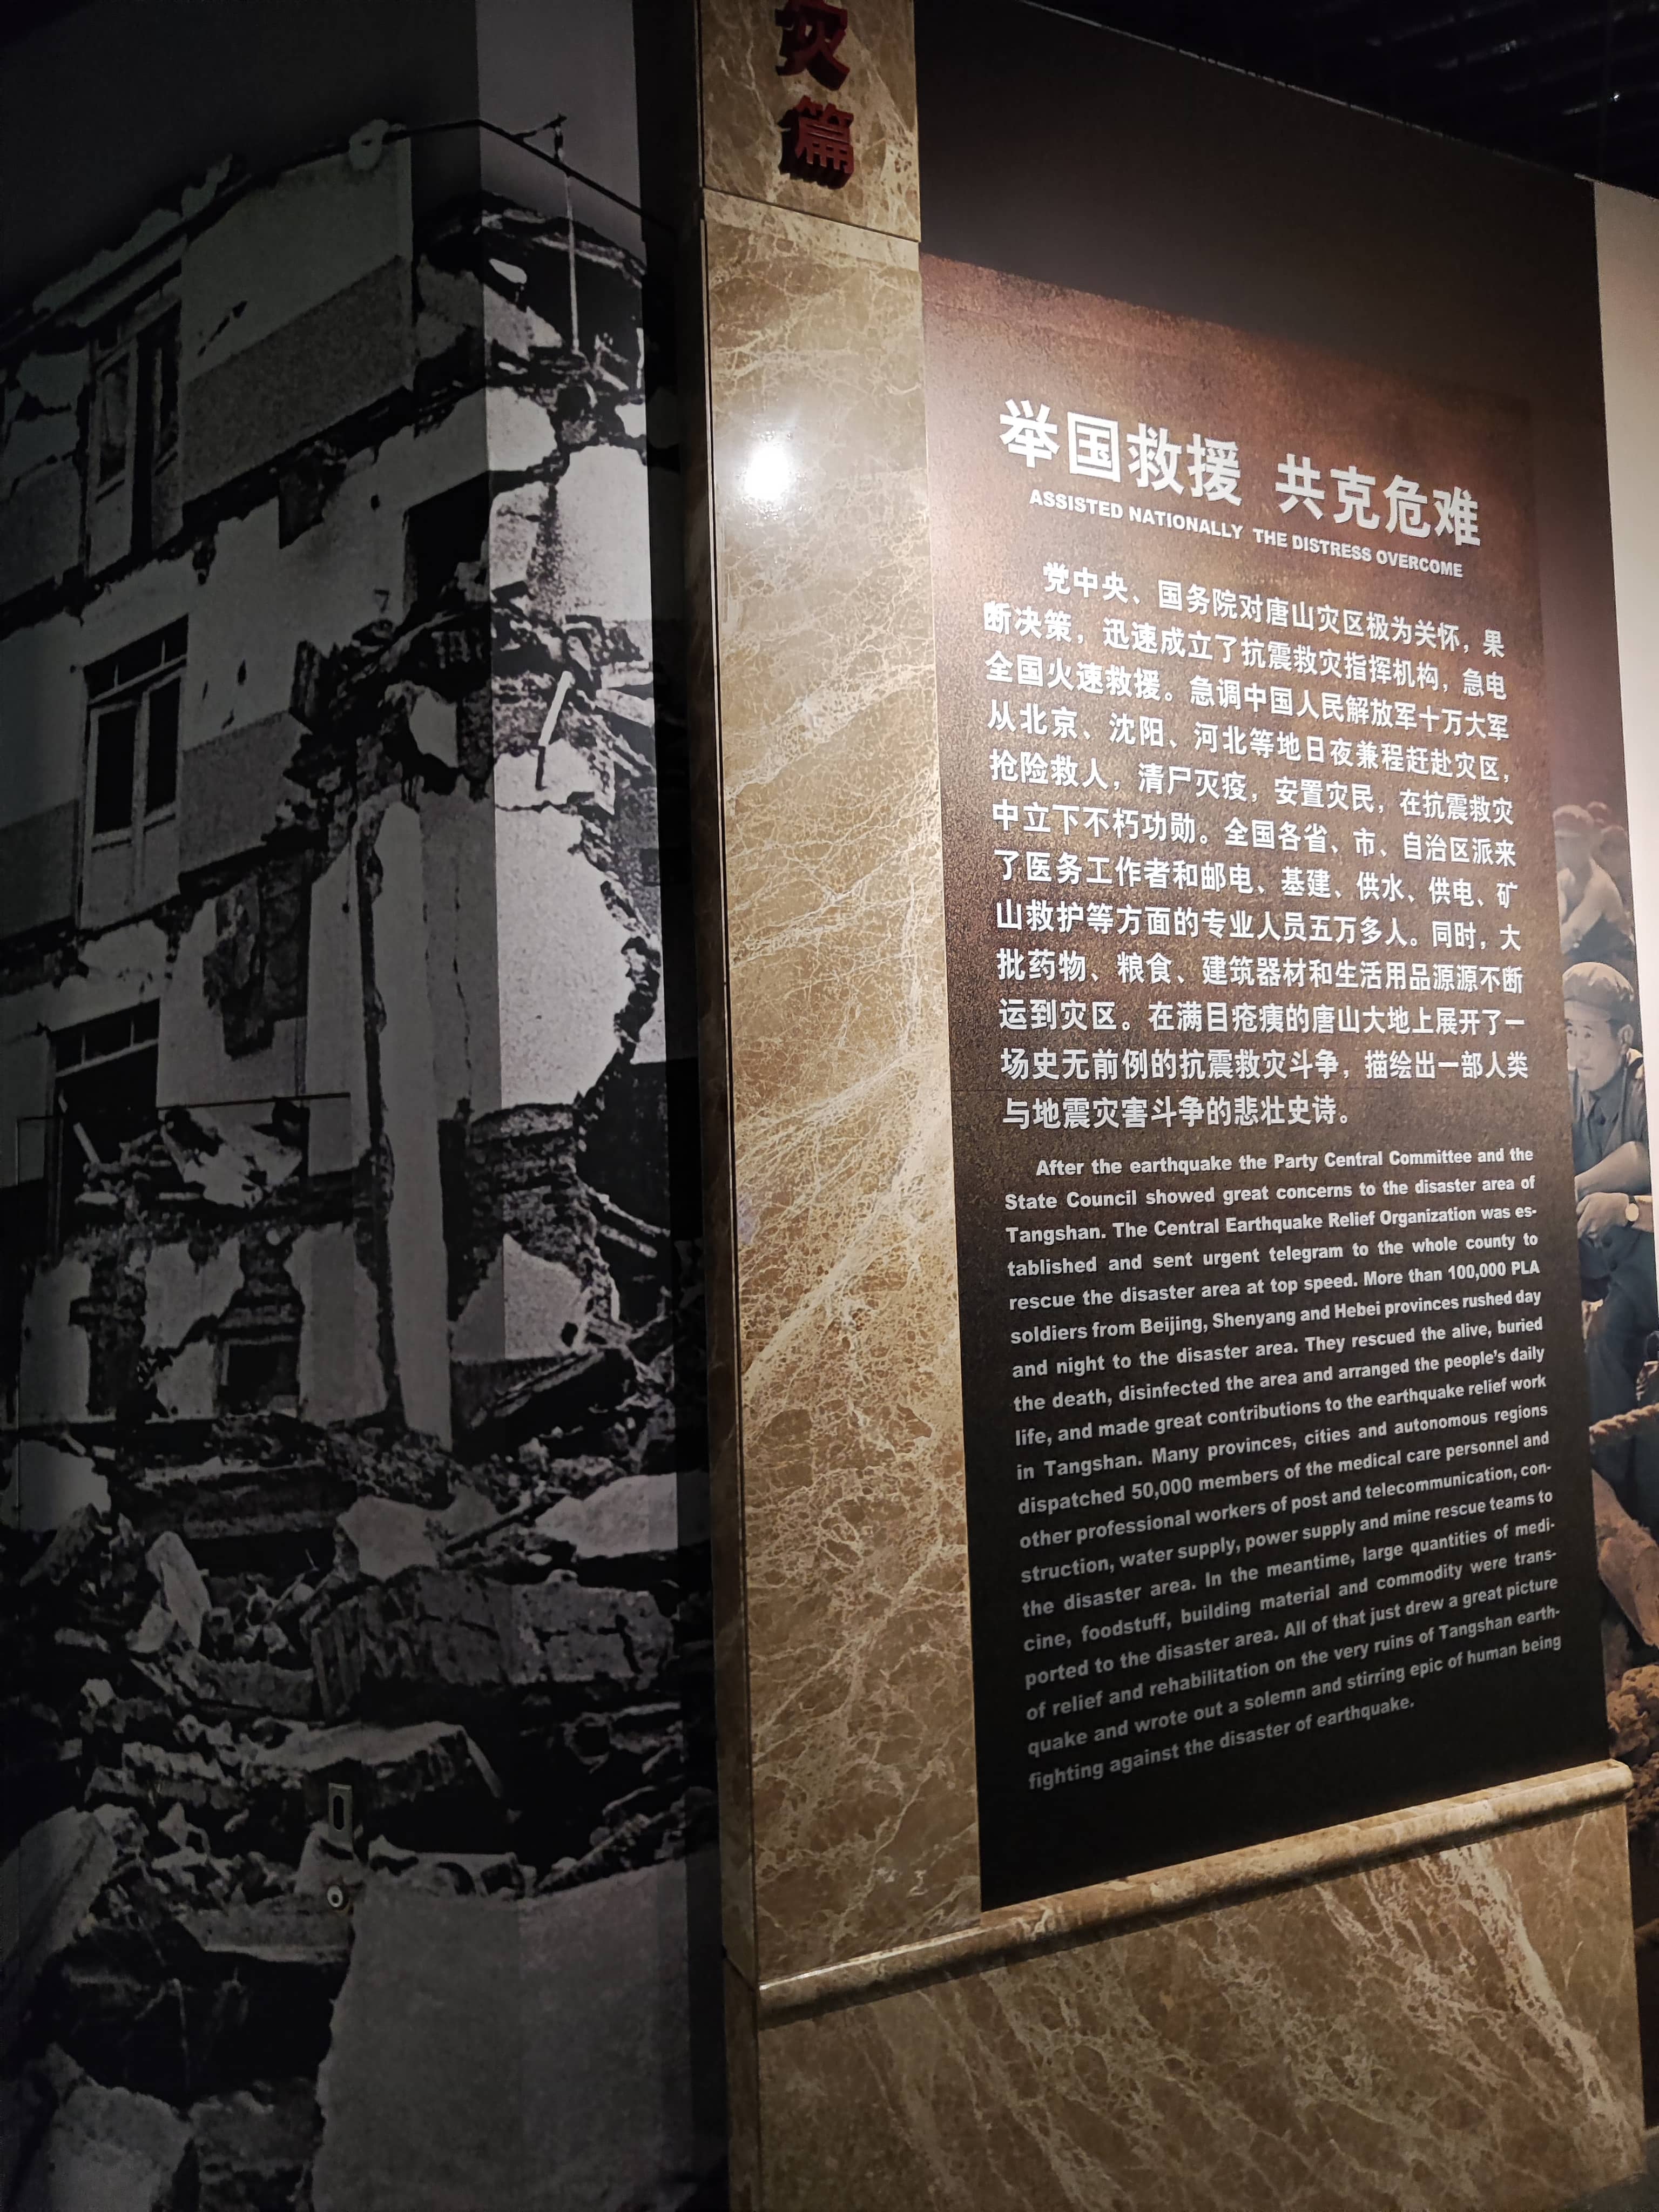 灾
篇
举国救援 共克危难
ASSISTED NATIONALLY THE DISTRESS OVERCOME
党中央、国务院对唐山灾区极为关怀，果
断决策，迅速成立了抗震救灾指挥机构，急电
全国火速救援。急调中国人民解放军十万大军
从北京、沈阳、河北等地日夜兼程赶赴灾区，
抢险救人，清尸灭疫，安置灾民，在抗震救灾
中立下不朽功勋。全国各省、市、自治区派来
了医务工作者和邮电、基建、供水、供电、矿
山救护等方面的专业人员五万多人。同时，大
批药物、粮食、建筑器材和生活用品源源不断
运到灾区。在满目疮痍的唐山大地上展开了一
场史无前例的抗震救灾斗争，描绘出一部人类
与地震灾害斗争的悲壮史诗。
After the earthquake the Party Central Committee and the
State Council showed great concerns to the disaster area of
Tangshan. The Central Earthquake Relief Organization was es-
tablished and sent urgent telegram to the whole county to
rescue the disaster area at top speed. More than 100,000 PLA
soldiers from Beijing, Shenyang and Hebei provinces rushed day
and night to the disaster area. They rescued the alive, buried
the death, disinfected the area and arranged the people's daily
life, and made great contributions to the earthquake relief work
in Tangshan. Many provinces, cities and autonomous regions
dispatched 50,000 members of the medical care personnel and
other professional workers of post and telecommunication, con-
struction, water supply, power supply and mine rescue teams to
the disaster area. In the meantime, large quantities of medi-
cine, foodstuff, building material and commodity were trans-
ported to the disaster area. All of that just drew a great picture
of relief and rehabilitation on the very ruins of Tangshan earth-
quake and wrote out a solemn and stirring epic of human being
fighting against the disaster of earthquake.